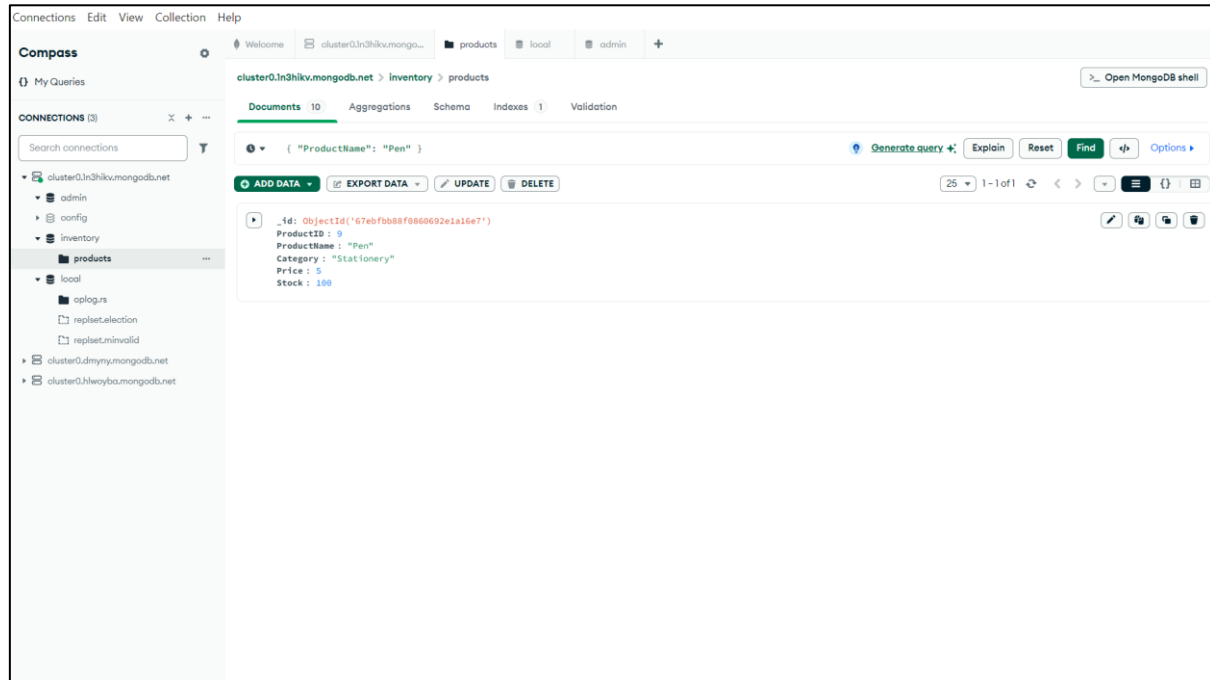 Connections Edit View Collection Help
Compass
{} My Queries
CONNECTIONS (3)
Search connections
cluster0.1n3hikv.mongodb.net
admin
config
inventory
products
local
oplog.rs
replset.election
replset.minvalid
cluster0.dmyny.mongodb.net
cluster0.hlwoyba.mongodb.net
Welcome cluster0.1n3hikv.mongo... products local admin +
cluster0.1n3hikv.mongodb.net > inventory > products
>_ Open MongoDB shell
Documents 10 Aggregations Schema Indexes 1 Validation
{ "ProductName": "Pen" }
Generate query Explain Reset Find </> Options
ADD DATA EXPORT DATA UPDATE DELETE
25 1-1 of 1 {}
_id: ObjectId('67ebfbb88f0860692e1a16e7')
ProductID : 9
ProductName : "Pen"
Category : "Stationery"
Price : 5
Stock : 100